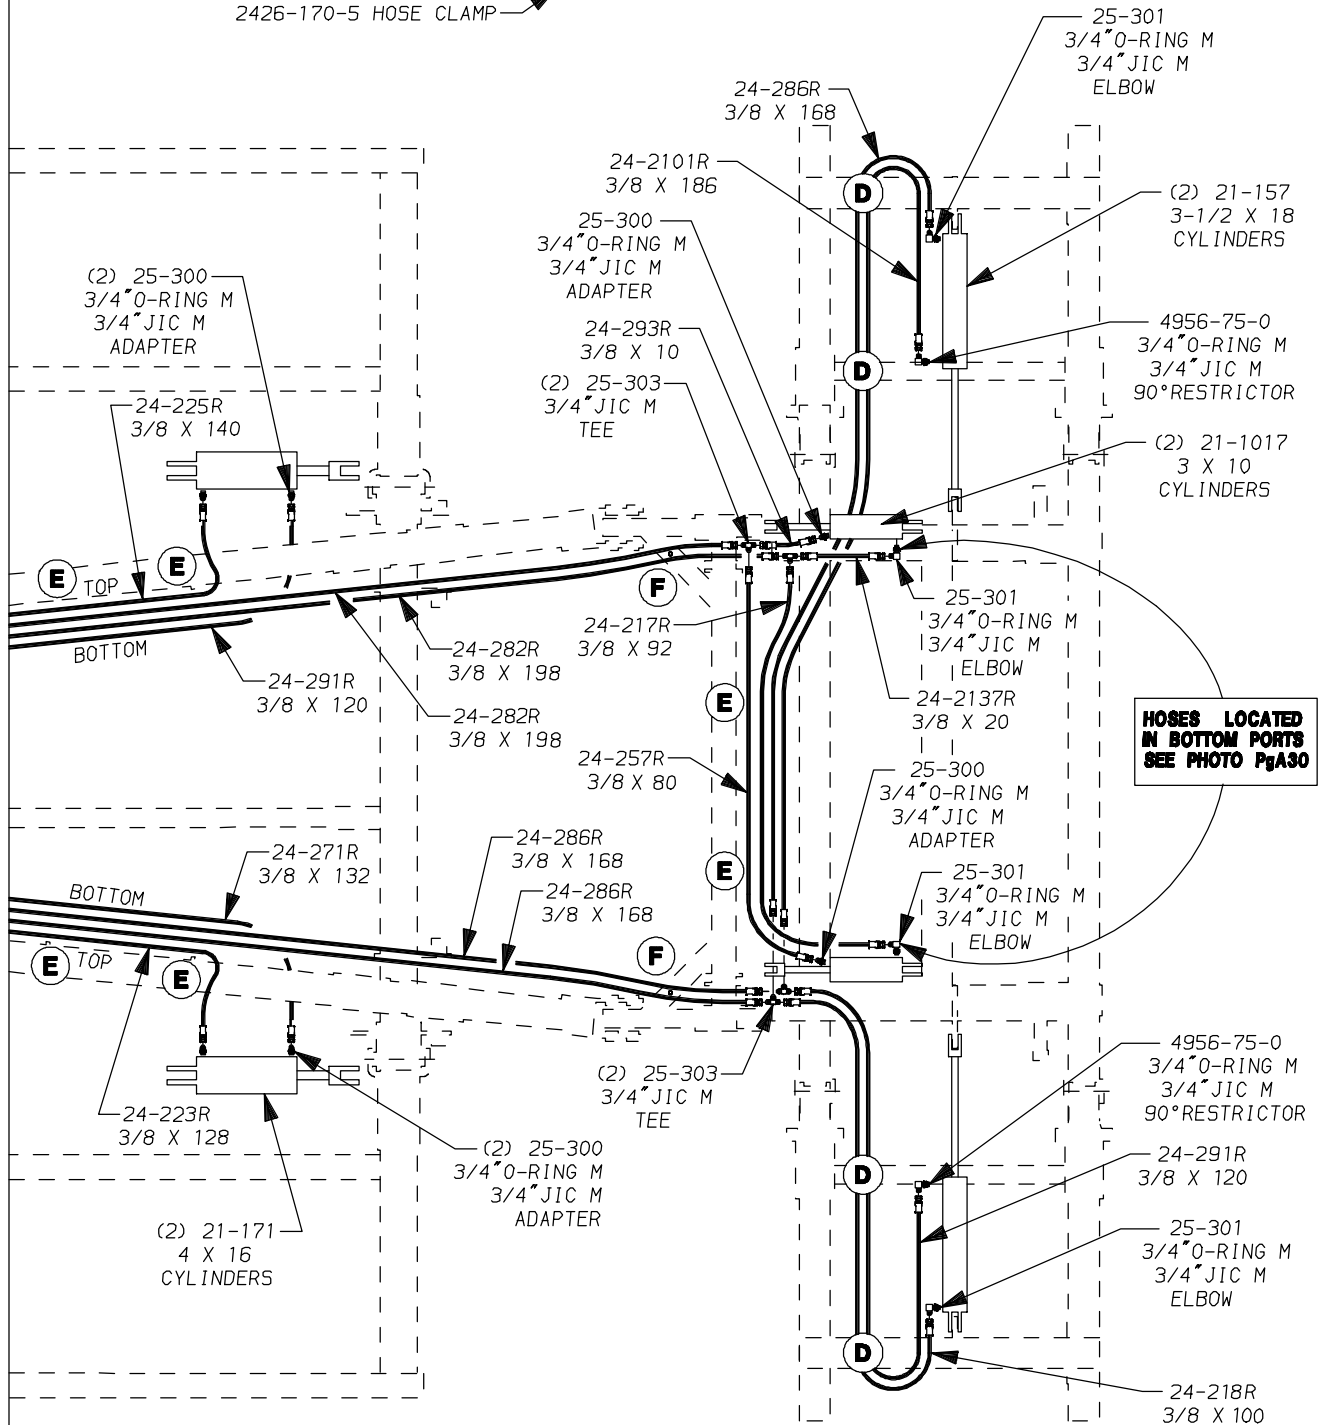 2426-170-5 HOSE CLAMP
25-301
3/4"O-RING M
3/4"JIC M
ELBOW
24-286R
3/8 X 168
24-2101R
3/8 X 186
D
(2) 21-157
3-1/2 X 18
CYLINDERS
25-300
3/4"O-RING M
3/4"JIC M
ADAPTER
(2) 25-300
3/4"O-RING M
3/4"JIC M
ADAPTER
24-293R
3/8 X 10
4956-75-0
3/4"O-RING M
3/4"JIC M
90°RESTRICTOR
D
(2) 25-303
3/4"JIC M
TEE
24-225R
3/8 X 140
(2) 21-1017
3 X 10
CYLINDERS
E
TOP
E
F
BOTTOM
24-291R
3/8 X 120
24-282R
3/8 X 198
24-282R
3/8 X 198
24-217R
3/8 X 92
25-301
3/4"O-RING M
3/4"JIC M
ELBOW
24-2137R
3/8 X 20
E
HOSES LOCATED
IN BOTTOM PORTS
SEE PHOTO PgA30
24-257R
3/8 X 80
25-300
3/4"O-RING M
3/4"JIC M
ADAPTER
E
24-286R
3/8 X 168
24-271R
3/8 X 132
24-286R
3/8 X 168
25-301
3/4"O-RING M
3/4"JIC M
ELBOW
BOTTOM
E
TOP
E
F
(2) 25-303
3/4"JIC M
TEE
4956-75-0
3/4"O-RING M
3/4"JIC M
90°RESTRICTOR
24-223R
3/8 X 128
(2) 25-300
3/4"O-RING M
3/4"JIC M
ADAPTER
D
24-291R
3/8 X 120
(2) 21-171
4 X 16
CYLINDERS
25-301
3/4"O-RING M
3/4"JIC M
ELBOW
D
24-218R
3/8 X 100